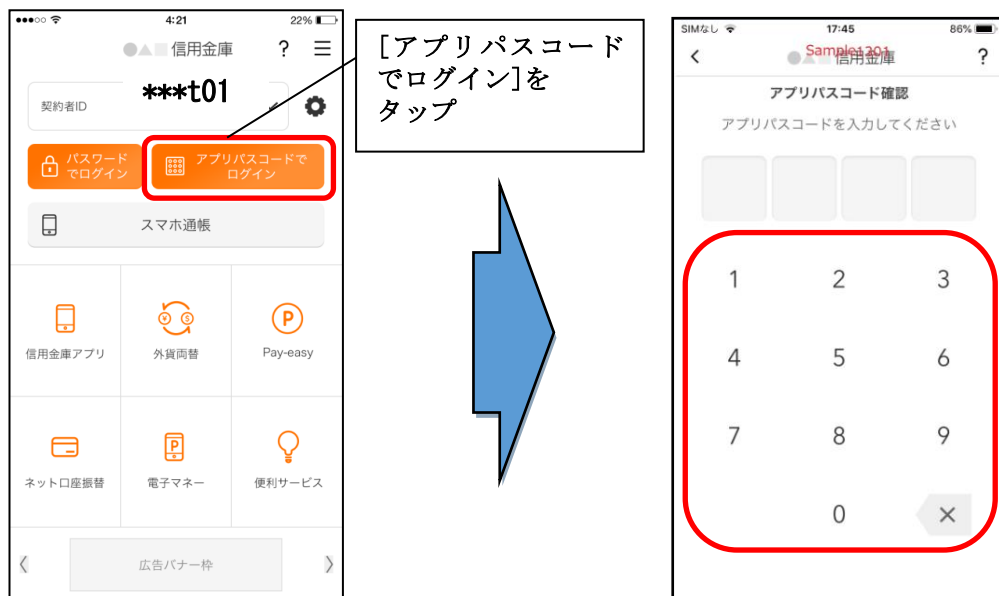 4:21
22%
●▲■信用金庫
?
契約者ID
***t01
パスワード
でログイン
アプリパスコードで
ログイン
スマホ通帳
信用金庫アプリ
外貨両替
Pay-easy
ネット口座振替
電子マネー
便利サービス
広告バナー枠
[アプリパスコード
でログイン]を
タップ
SIMなし
17:45
86%
Sample1201
●▲■信用金庫
?
アプリパスコード確認
アプリパスコードを入力してください
1 2 3
4 5 6
7 8 9
0